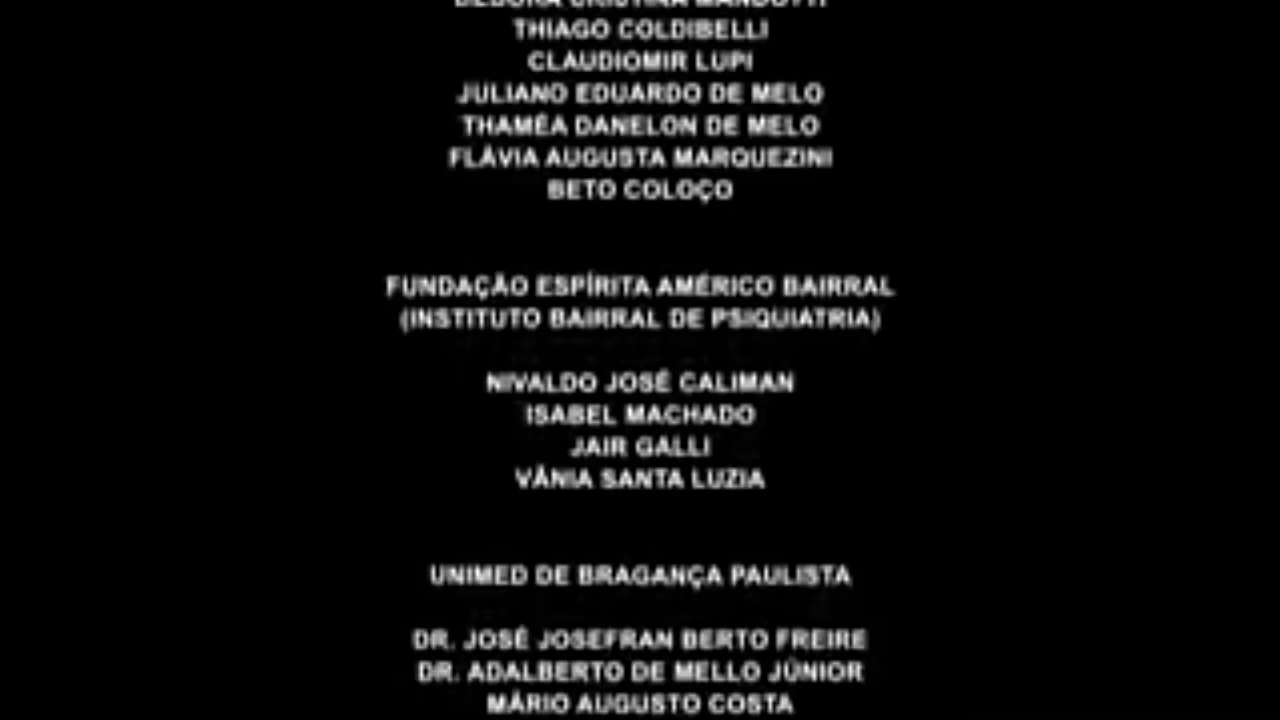 THIAGO COLDIBELLI
CLAUDIOMIR LUPI
JULIANO EDUARDO DE MELO
THAMÉA DANELON DE MELO
FLÁVIA AUGUSTA MARQUEZINI
BETO COLOÇO
FUNDAÇÃO ESPÍRITA AMÉRICO BAIRRAL
(INSTITUTO BAIRRAL DE PSIQUIATRIA)
NIVALDO JOSÉ CALIMAN
ISABEL MACHADO
JAIR GALLI
VÂNIA SANTA LUZIA
UNIMED DE BRAGANÇA PAULISTA
DR. JOSÉ JOSEFRAN BERTO FREIRE
DR. ADALBERTO DE MELLO JÚNIOR
MÁRIO AUGUSTO COSTA